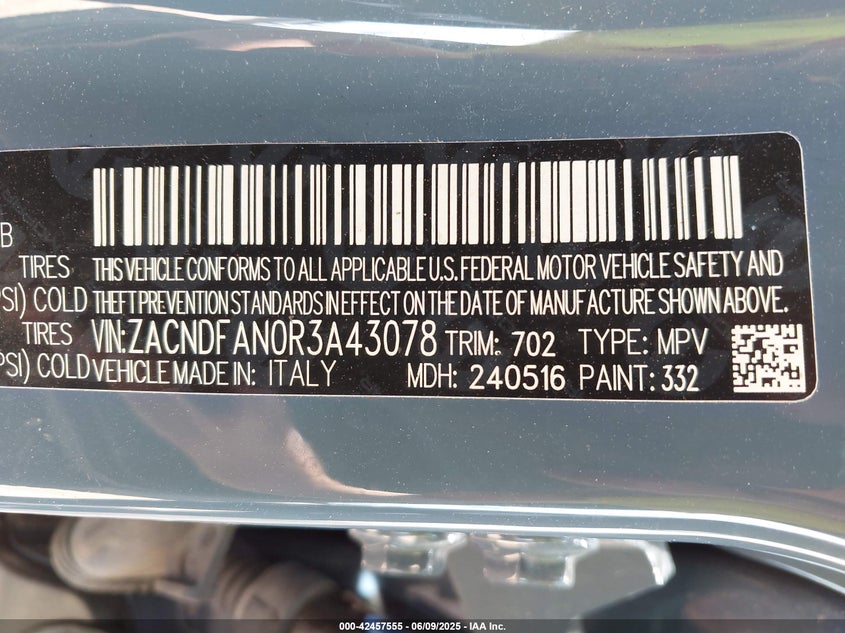 B
TIRES THIS VEHICLE CONFORMS TO ALL APPLICABLE U.S. FEDERAL MOTOR VEHICLE SAFETY AND
PSI) COLD THEFT PREVENTION STANDARDS IN EFFECT ON THE DATE OF MANUFACTURE SHOWN ABOVE.
TIRES VIN:ZACNDFAN0R3A43078 TRIM: 702 TYPE: MPV
PSI) COLD VEHICLE MADE IN: ITALY MDH: 240516 PAINT: 332
000-42457555 - 06/09/2025 - IAA Inc.